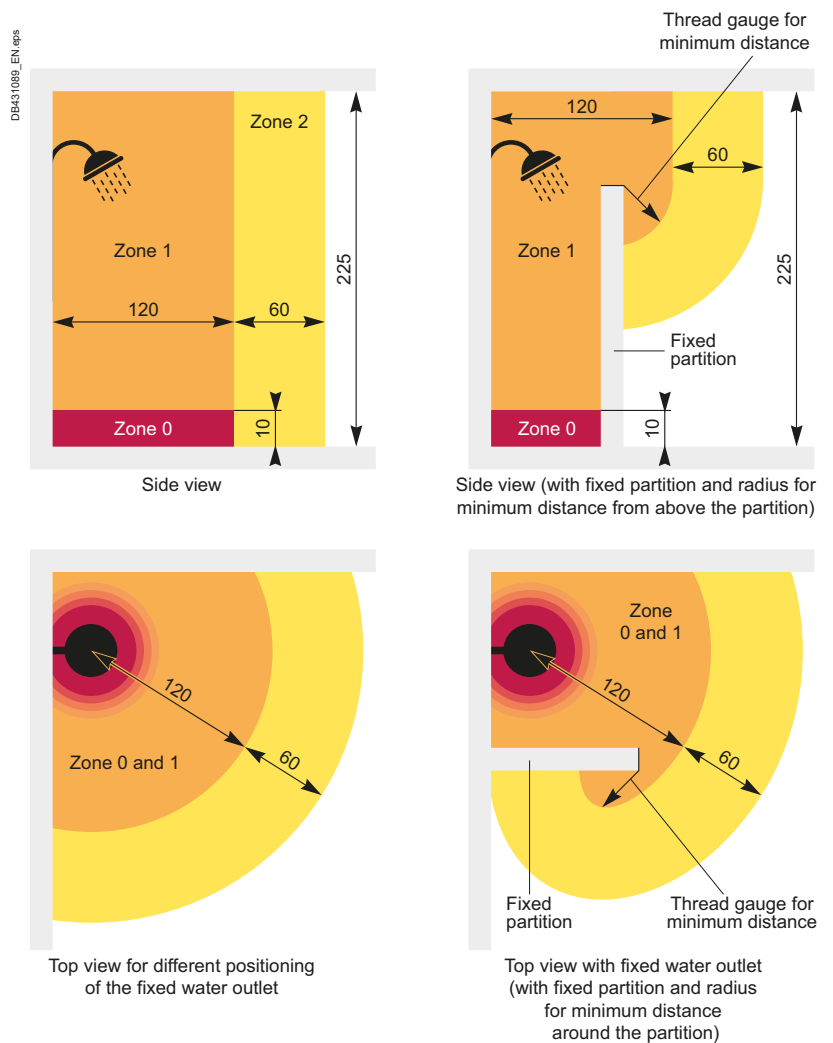 DB431089_EN.eps
Zone 2
Zone 1
120
60
225
Zone 0
10
Side view
Thread gauge for
minimum distance
120
60
Zone 1
225
Fixed
partition
Zone 0
10
Side view (with fixed partition and radius for
minimum distance from above the partition)
120
60
Zone 0 and 1
Top view for different positioning
of the fixed water outlet
Zone
0 and 1
120
60
Fixed
partition
Thread gauge for
minimum distance
Top view with fixed water outlet
(with fixed partition and radius
for minimum distance
around the partition)